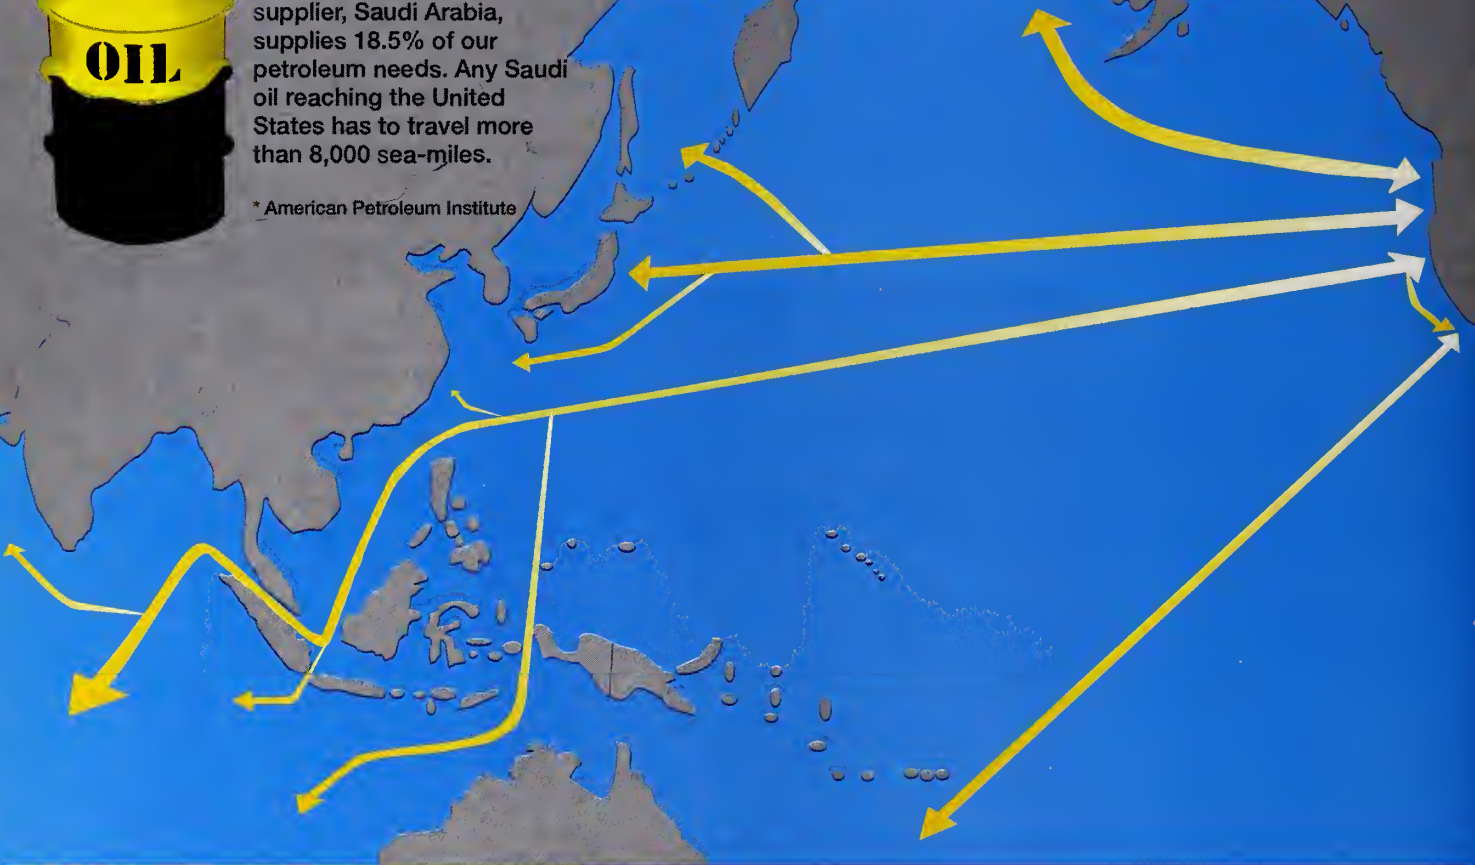 OIL
supplier, Saudi Arabia,
supplies 18.5% of our
petroleum needs. Any Saudi
oil reaching the United
States has to travel more
than 8,000 sea-miles.
* American Petroleum Institute